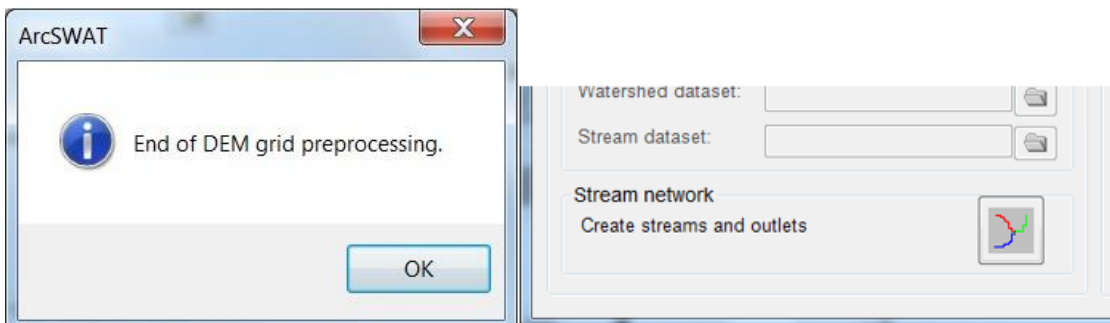 ArcSWAT
End of DEM grid preprocessing.
OK
Watershed dataset:
Stream dataset:
Stream network
Create streams and outlets